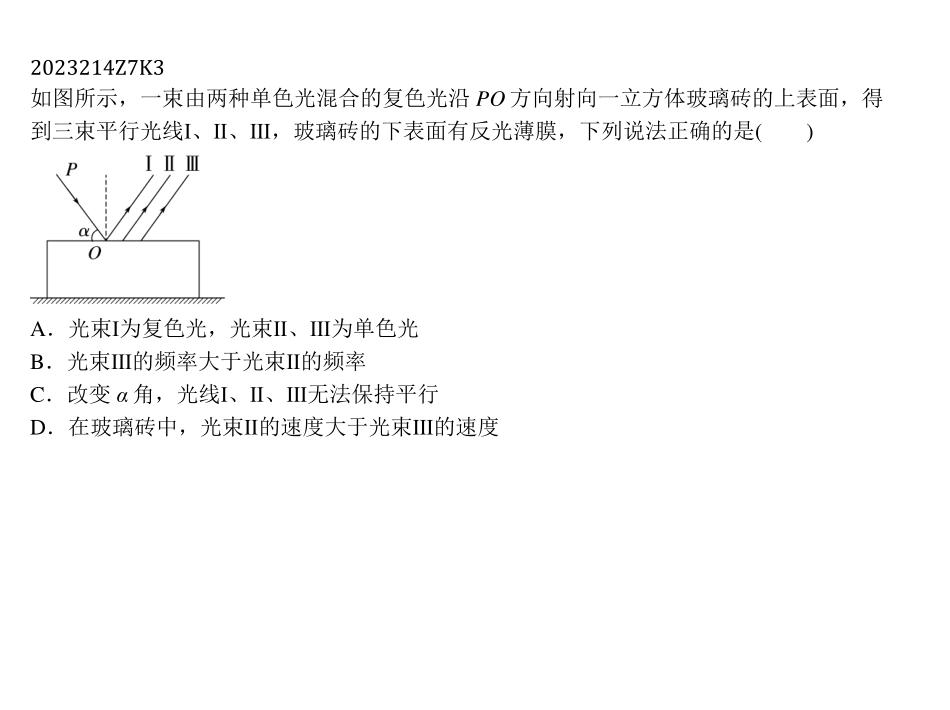 2023214Z7K3
如图所示，一束由两种单色光混合的复色光沿 PO 方向射向一立方体玻璃砖的上表面，得
到三束平行光线Ⅰ、Ⅱ、Ⅲ，玻璃砖的下表面有反光薄膜，下列说法正确的是(　　)
P Ⅰ Ⅱ Ⅲ
α
O
A．光束Ⅰ为复色光，光束Ⅱ、Ⅲ为单色光
B．光束Ⅲ的频率大于光束Ⅱ的频率
C．改变 α 角，光线Ⅰ、Ⅱ、Ⅲ无法保持平行
D．在玻璃砖中，光束Ⅱ的速度大于光束Ⅲ的速度